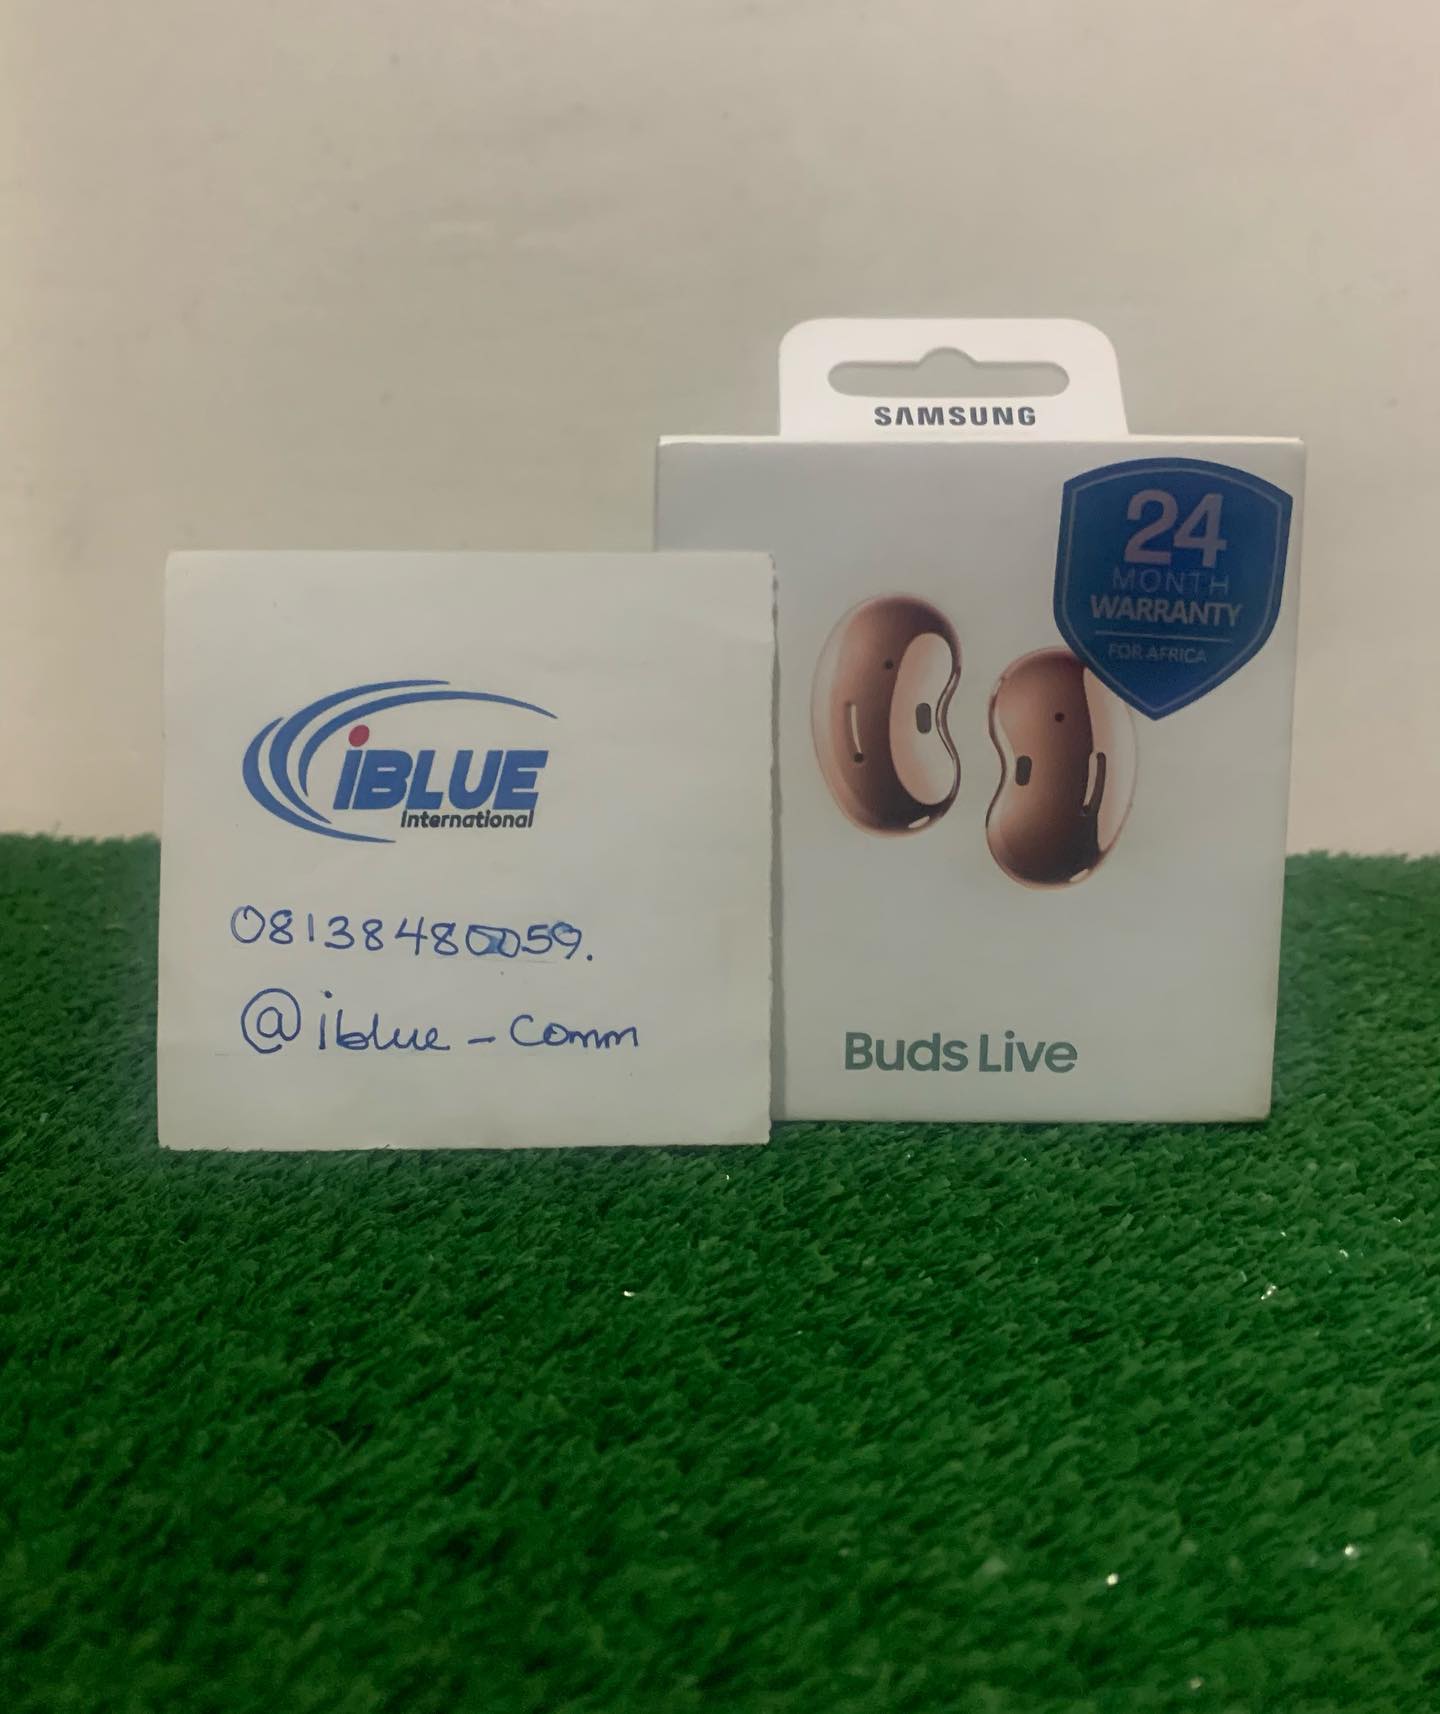 iBLUE
International
08138480059.
@iblue-comm
SAMSUNG
24
MONTH
WARRANTY
FOR AFRICA
Buds Live